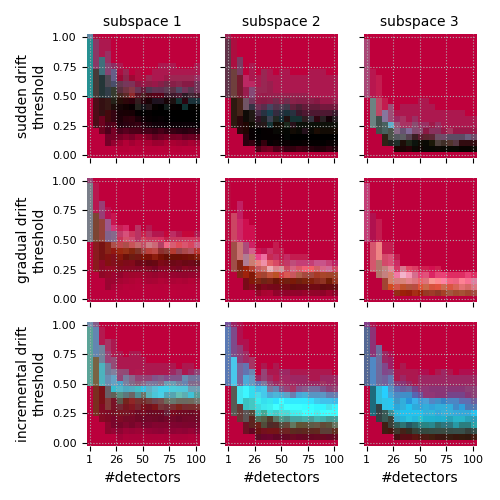 subspace 1 subspace 2 subspace 3
sudden drift
threshold
1.00
0.75
0.50
0.25
0.00
gradual drift
threshold
1.00
0.75
0.50
0.25
0.00
incremental drift
threshold
1.00
0.75
0.50
0.25
0.00
1 26 50 75 100 1 26 50 75 100 1 26 50 75 100
#detectors #detectors #detectors